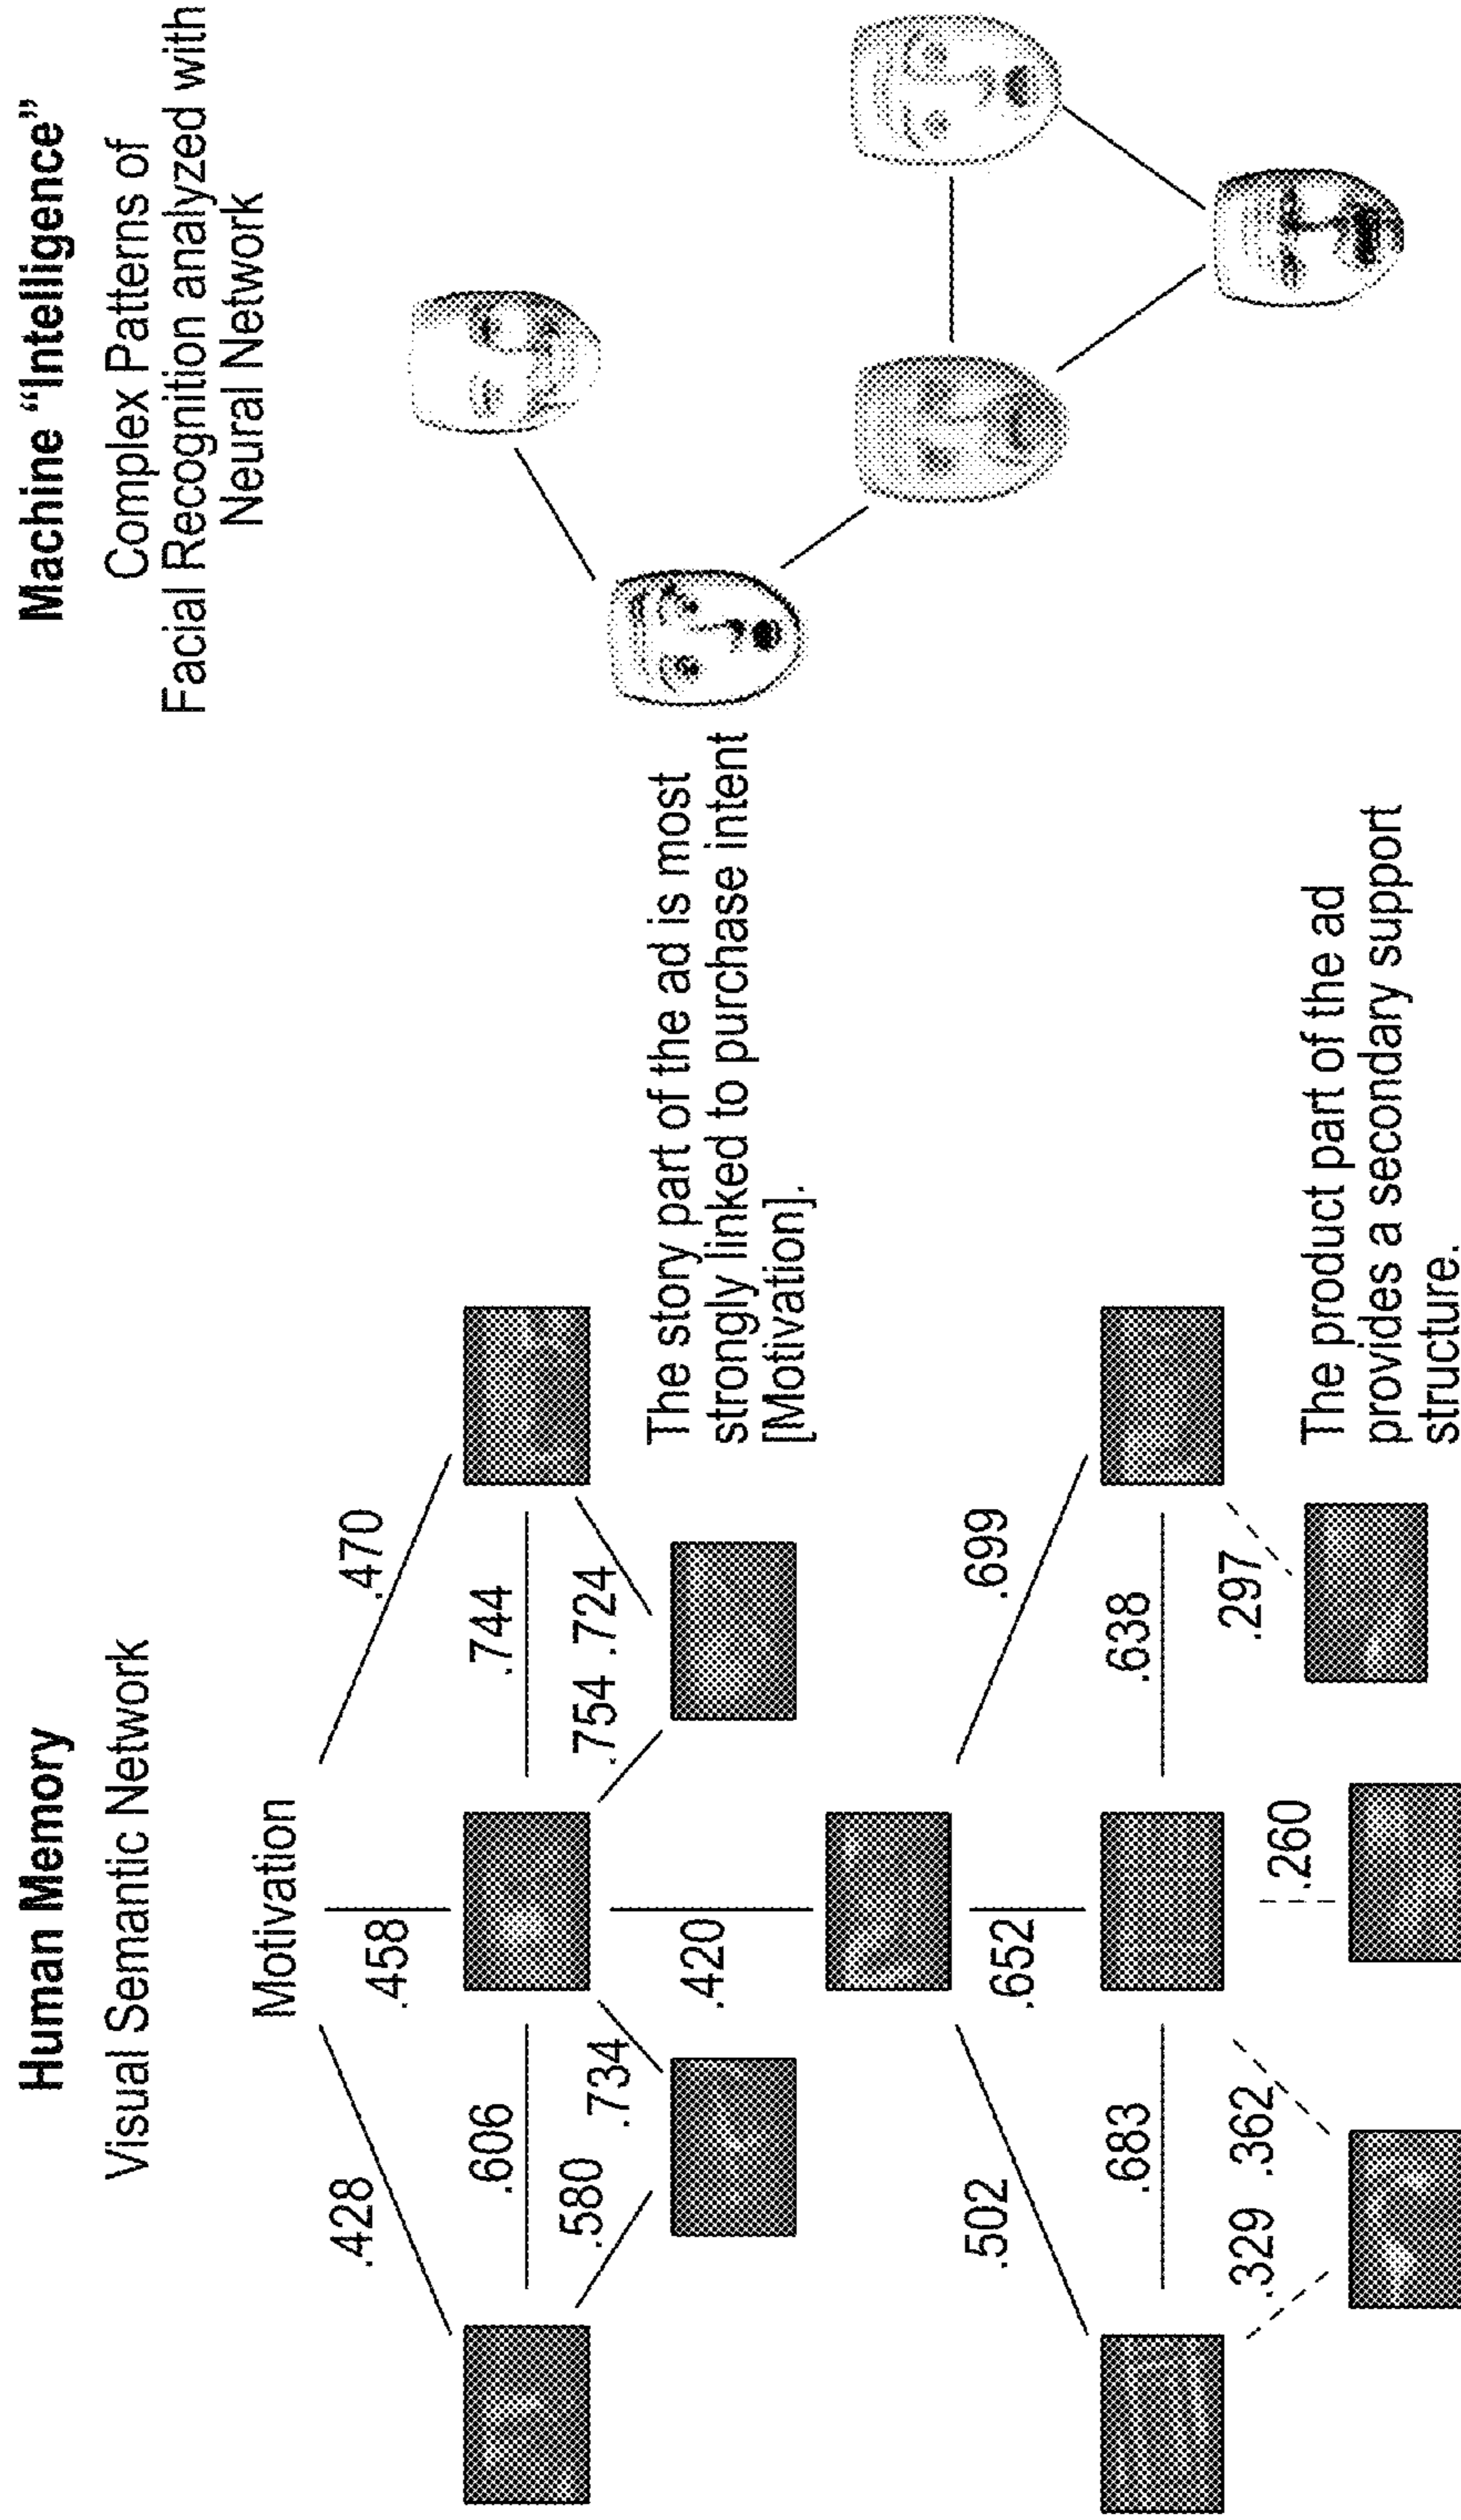 Human Memory
Visual Semantic Network
Motivation
.428
.458
.470
.606
.744
.580
.734
.754 .724
The story part of the ad is most
strongly linked to purchase intent
[Motivation].
.420
.502
.652
.699
.683
.638
.329 .362
.260
.297
The product part of the ad
provides a secondary support
structure.
Machine “Intelligence”
Complex Patterns of
Facial Recognition analyzed with
Neural Network